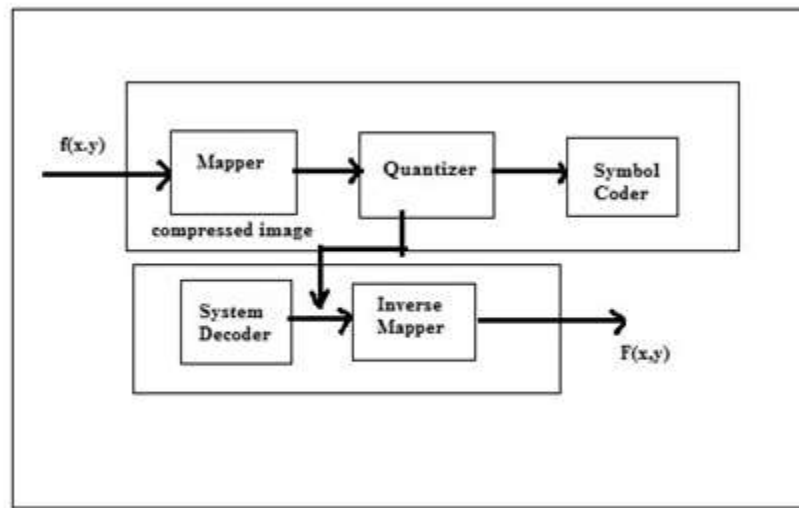 f(x.y)
Mapper
Quantizer
Symbol
Coder
compressed image
System
Decoder
Inverse
Mapper
F(x,y)